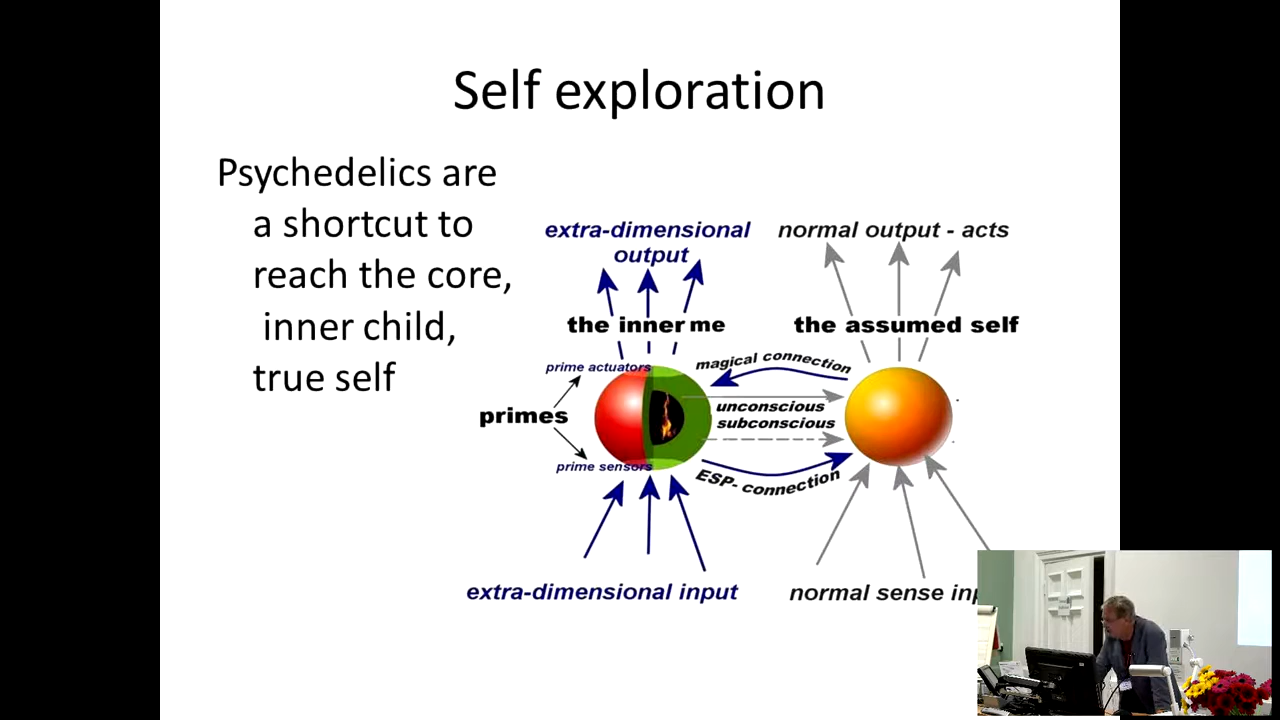 Self exploration
Psychedelics are
a shortcut to
reach the core,
inner child,
true self
extra-dimensional
output
normal output - acts
the inner me
the assumed self
prime actuators
magical connection
primes
unconscious
subconscious
prime sensors
ESP- connection
extra-dimensional input
normal sense inp